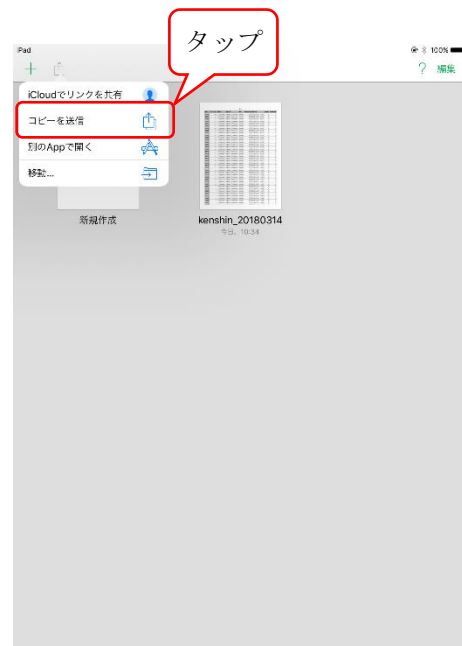 タップ
iPad
100%
? 編集
iCloudでリンクを共有
コピーを送信
別のAppで開く
移動...
新規作成
kenshin_20180314
今日、10:34